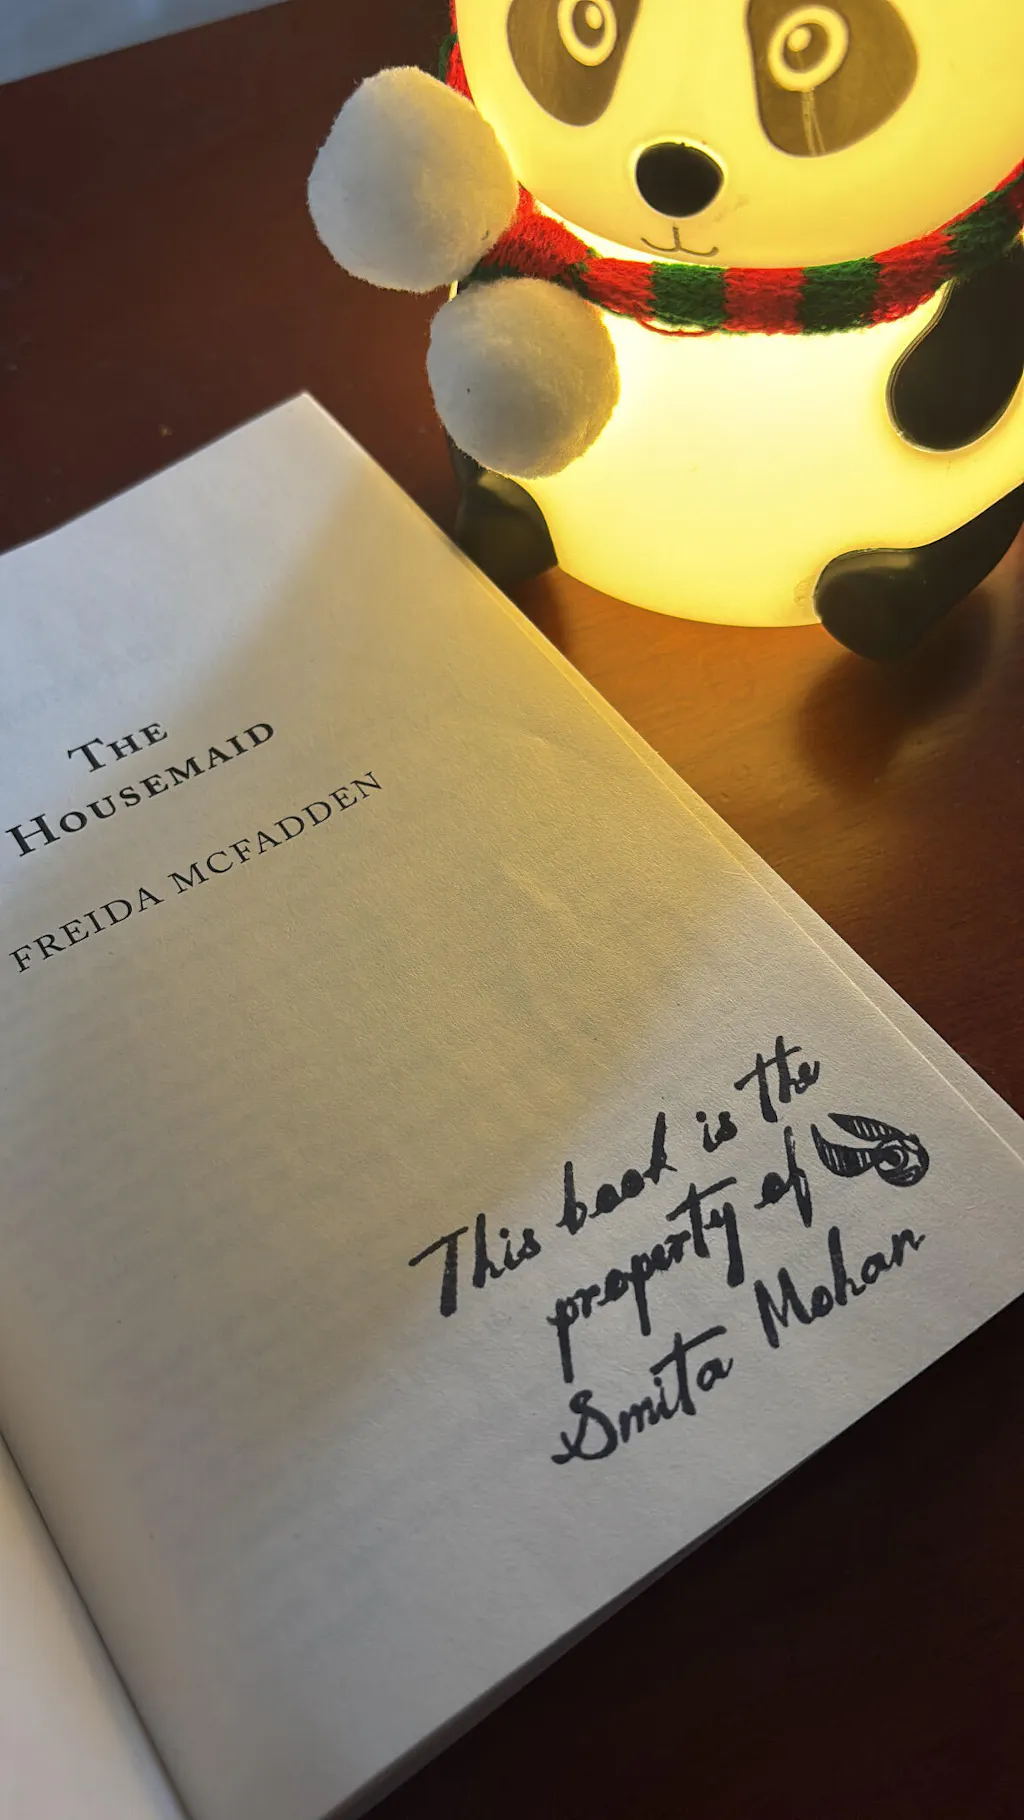 THE
HOUSEMAID
FREIDA MCFADDEN
This book is the
property of
Smita Mohan